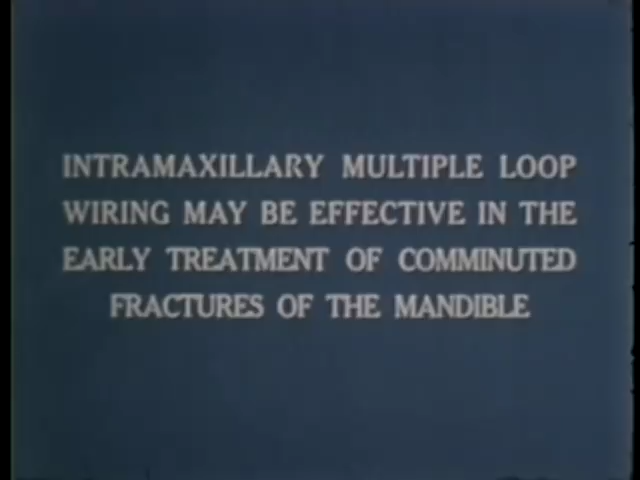 INTRAMAXILLARY MULTIPLE LOOP
WIRING MAY BE EFFECTIVE IN THE
EARLY TREATMENT OF COMMINUTED
FRACTURES OF THE MANDIBLE